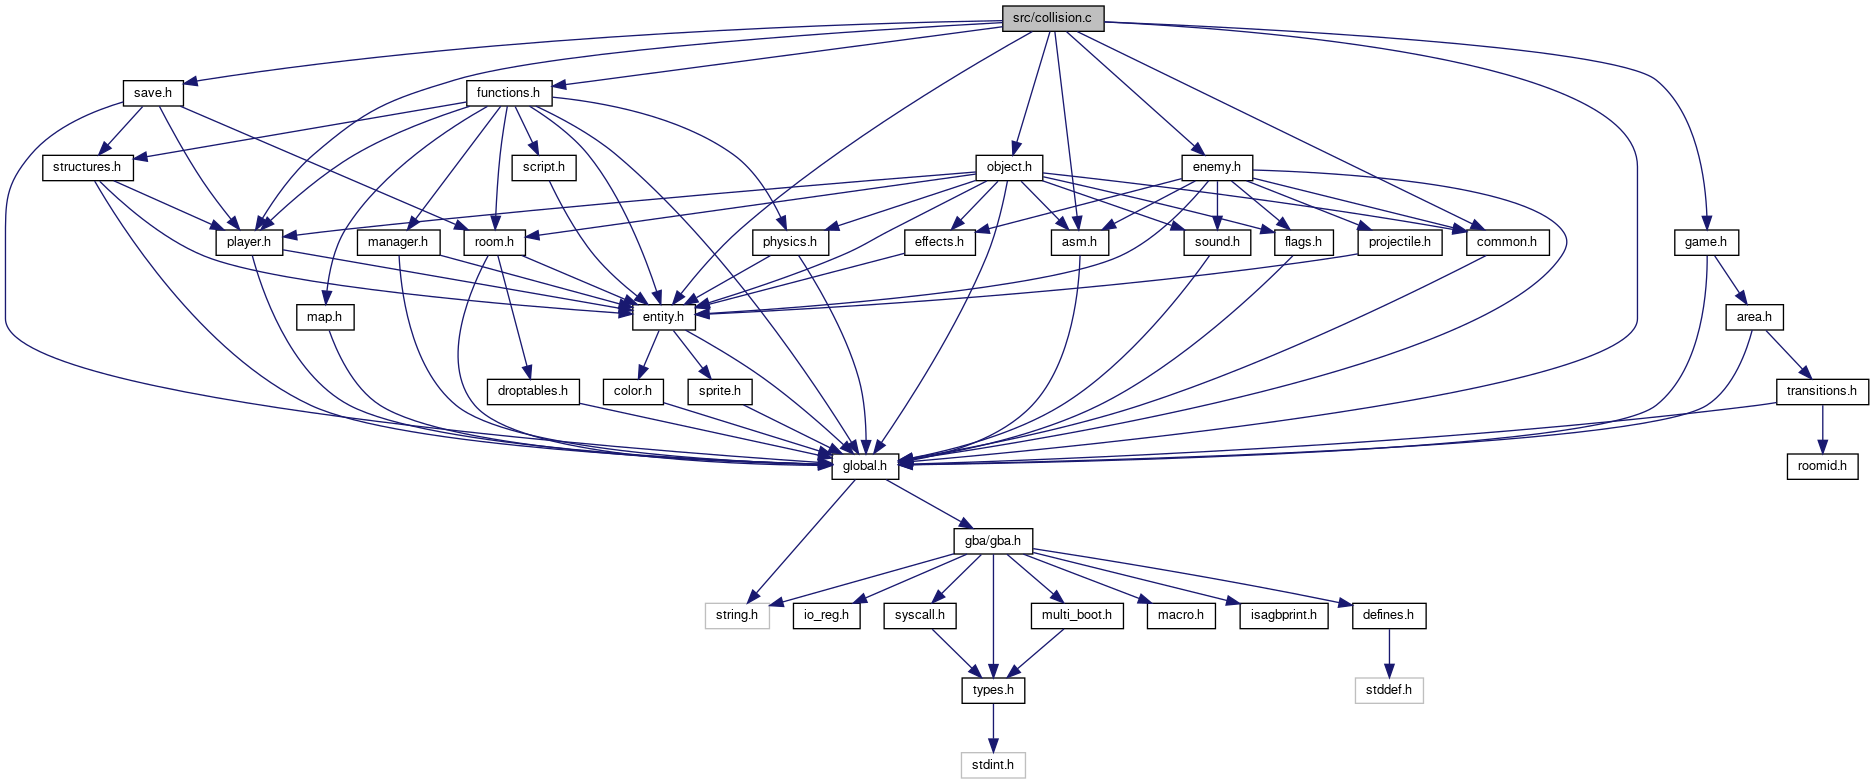 src/collision.c
save.h
functions.h
structures.h
script.h
object.h
enemy.h
player.h
manager.h
room.h
physics.h
effects.h
asm.h
sound.h
flags.h
projectile.h
common.h
game.h
map.h
entity.h
area.h
droptables.h
color.h
sprite.h
transitions.h
global.h
roomid.h
gba/gba.h
string.h
io_reg.h
syscall.h
multi_boot.h
macro.h
isagbprint.h
defines.h
types.h
stddef.h
stdint.h